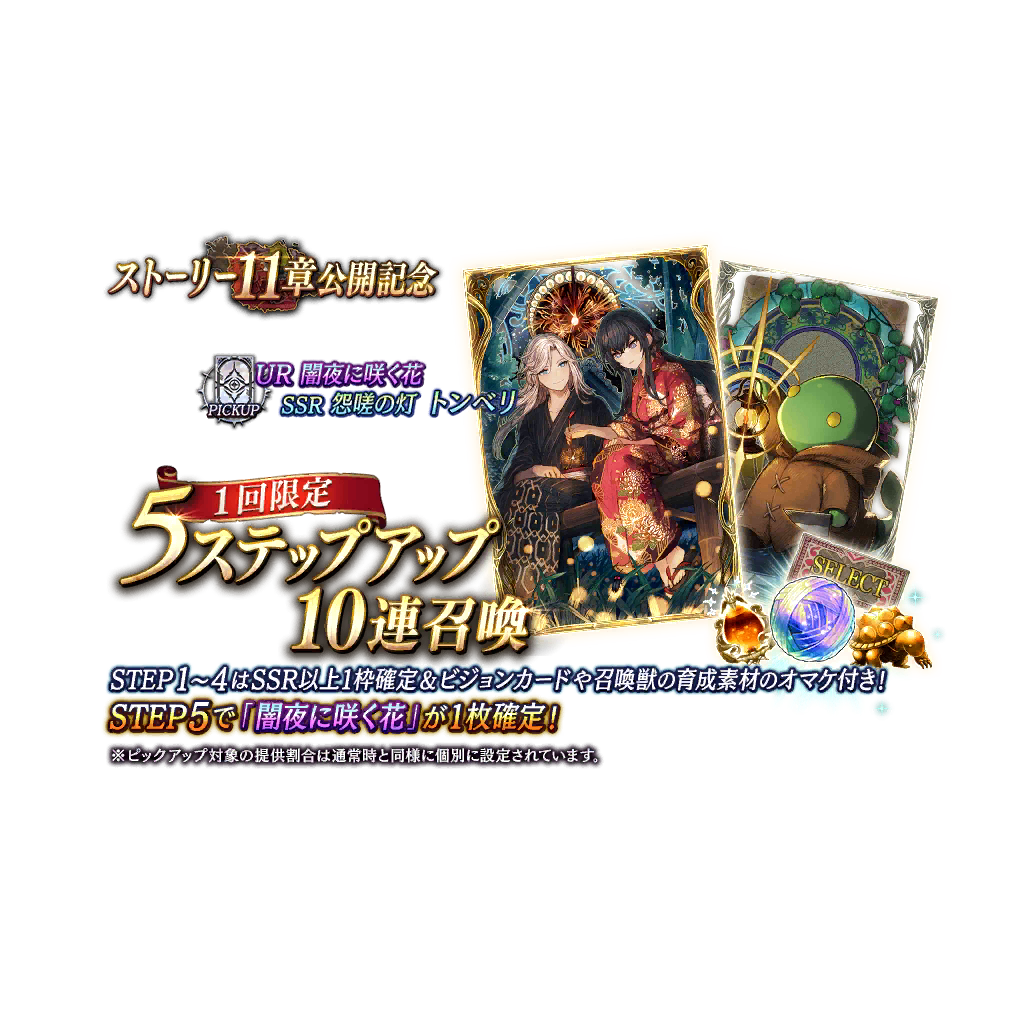 ストーリー11章公開記念
PICKUP
UR 闇夜に咲く花
SSR 怨嗟の灯 トンベリ
1回限定
5ステップアップ
10連召喚
SELECT
STEP1~4はSSR以上1枠確定&ビジョンカードや召喚獣の育成素材のオマケ付き!
STEP5で「闇夜に咲く花」が1枚確定!
※ピックアップ対象の提供割合は通常時と同様に個別に設定されています。